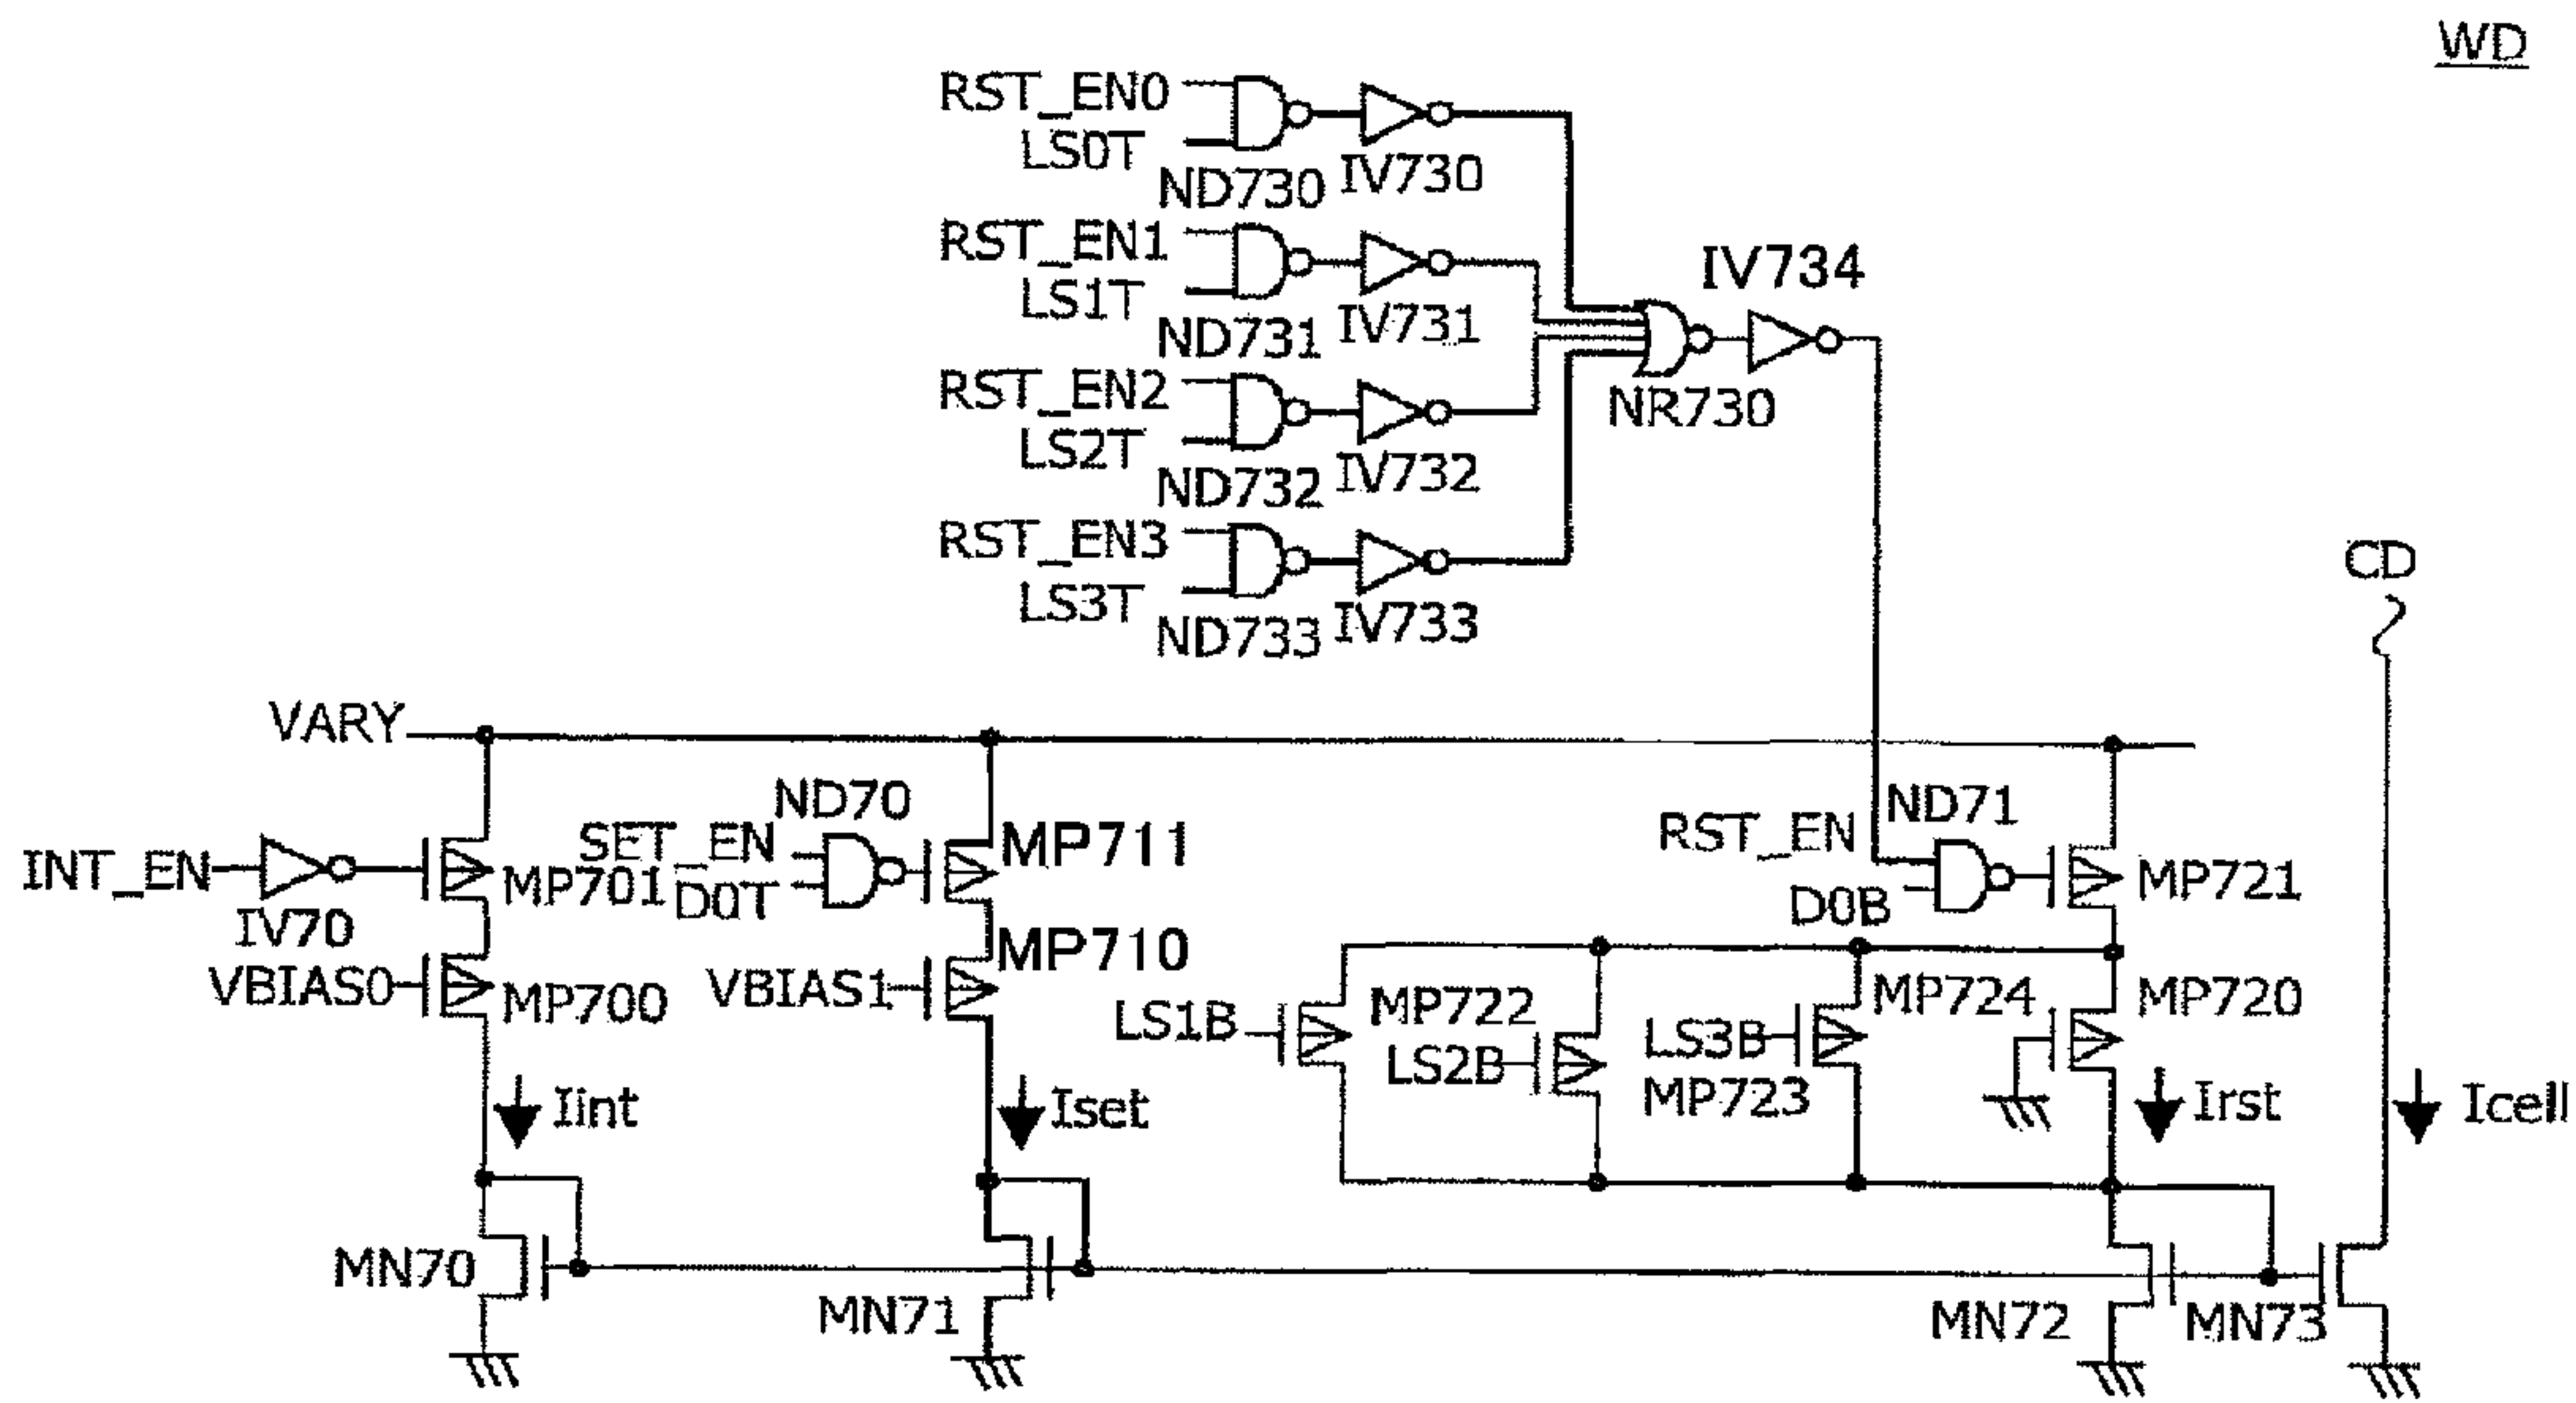 WD
RST_EN0
LS0T
ND730
IV730
RST_EN1
LS1T
ND731
IV731
IV734
RST_EN2
LS2T
ND732
IV732
NR730
RST_EN3
LS3T
ND733
IV733
CD
VARY
INT_EN
IV70
MP701
SET_EN
D0T
ND70
MP711
RST_EN
D0B
ND71
MP721
VBIAS0
MP700
VBIAS1
MP710
LS1B
MP722
LS2B
LS3B
MP723
MP724
MP720
Iint
Iset
Irst
Icell
MN70
MN71
MN72
MN73